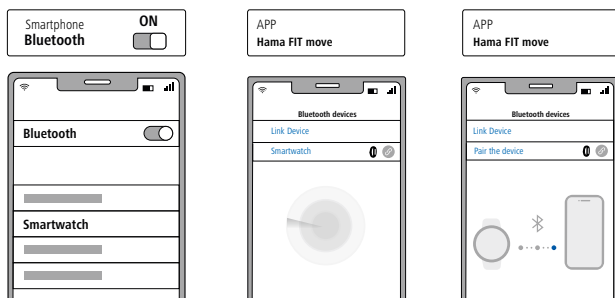 Smartphone
Bluetooth
ON
Bluetooth
Smartwatch
APP
Hama FIT move
Bluetooth devices
Link Device
Smartwatch
APP
Hama FIT move
Bluetooth devices
Link Device
Pair the device